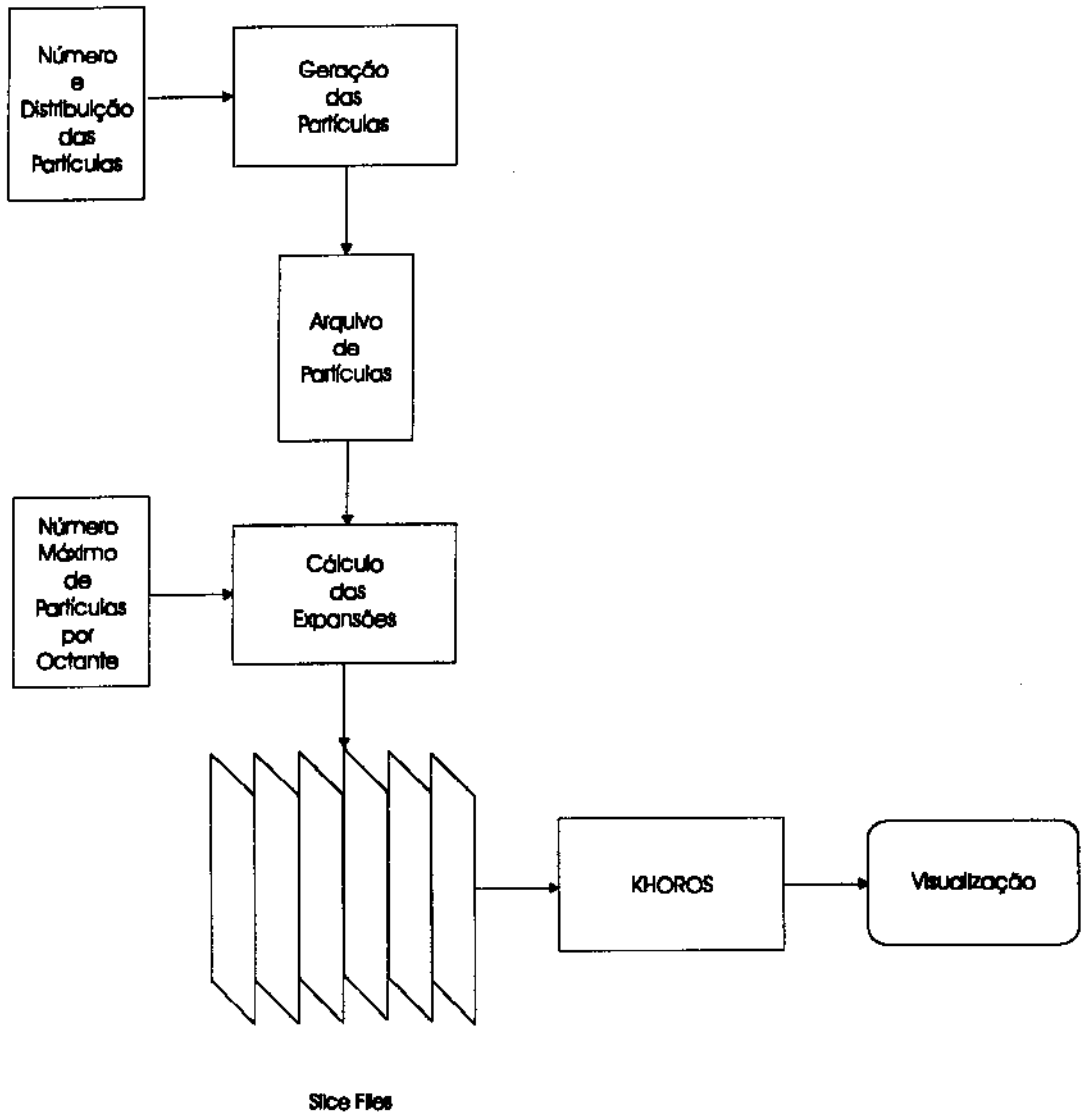 Número
e
Distribuição
das
Partículas
Geração
das
Partículas
Arquivo
de
Partículas
Número
Máximo
de
Partículas
por
Octante
Cálculo
das
Expansões
KHOROS
Visualização
Slice Files